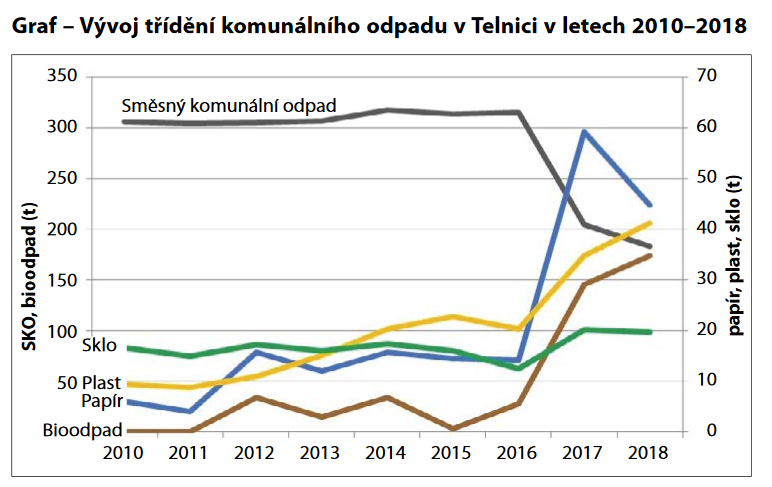 Graf – Vývoj třídění komunálního odpadu v Telnici v letech 2010–2018
350
300
250
200
150
100
50
SKO, bioodpad (t)
70
60
50
40
30
20
10
0
papír, plast, sklo (t)
Směsný komunální odpad
Sklo
Plast
Papír
Bioodpad
2010 2011 2012 2013 2014 2015 2016 2017 2018